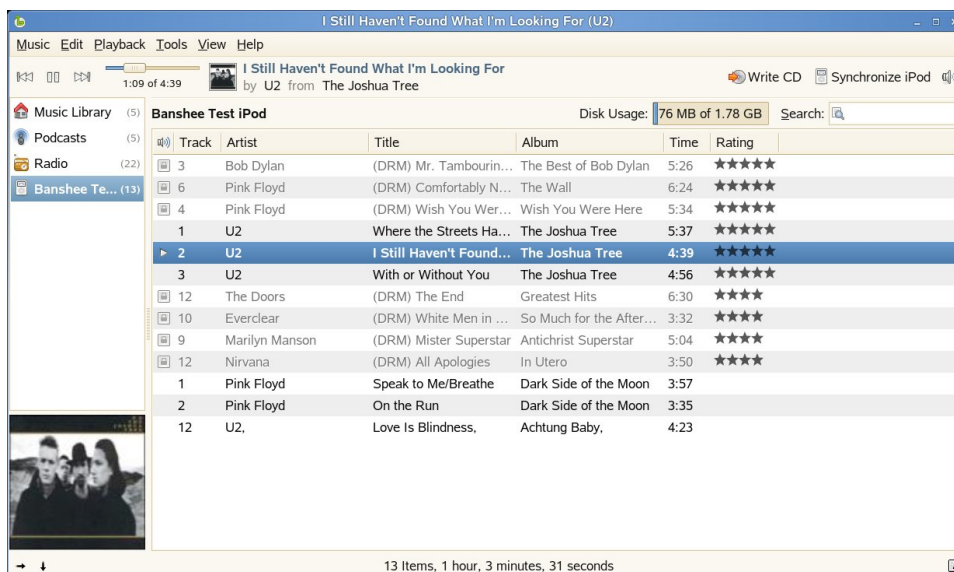 I Still Haven't Found What I'm Looking For (U2)
Music Edit Playback Tools View Help
1:09 of 4:39
I Still Haven't Found What I'm Looking For
by U2 from The Joshua Tree
Write CD Synchronize iPod
Music Library (5)
Podcasts (5)
Radio (22)
Banshee Te... (13)
Banshee Test iPod Disk Usage: 76 MB of 1.78 GB Search:
Track Artist Title Album Time Rating
3 Bob Dylan (DRM) Mr. Tambourin... The Best of Bob Dylan 5:26 ★★★★★
6 Pink Floyd (DRM) Comfortably N... The Wall 6:24 ★★★★★
4 Pink Floyd (DRM) Wish You Wer... Wish You Were Here 5:34 ★★★★★
1 U2 Where the Streets Ha... The Joshua Tree 5:37 ★★★★★
2 U2 I Still Haven't Found... The Joshua Tree 4:39 ★★★★★
3 U2 With or Without You The Joshua Tree 4:56 ★★★★★
12 The Doors (DRM) The End Greatest Hits 6:30 ★★★★
10 Everclear (DRM) White Men in ... So Much for the After... 3:32 ★★★★
9 Marilyn Manson (DRM) Mister Superstar Antichrist Superstar 5:04 ★★★★
12 Nirvana (DRM) All Apologies In Utero 3:50 ★★★★
1 Pink Floyd Speak to Me/Breathe Dark Side of the Moon 3:57
2 Pink Floyd On the Run Dark Side of the Moon 3:35
12 U2, Love Is Blindness, Achtung Baby, 4:23
13 Items, 1 hour, 3 minutes, 31 seconds